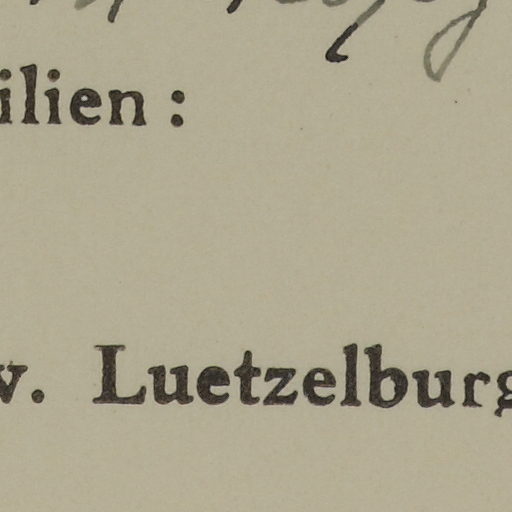 ilien :
v. Luetzelburg